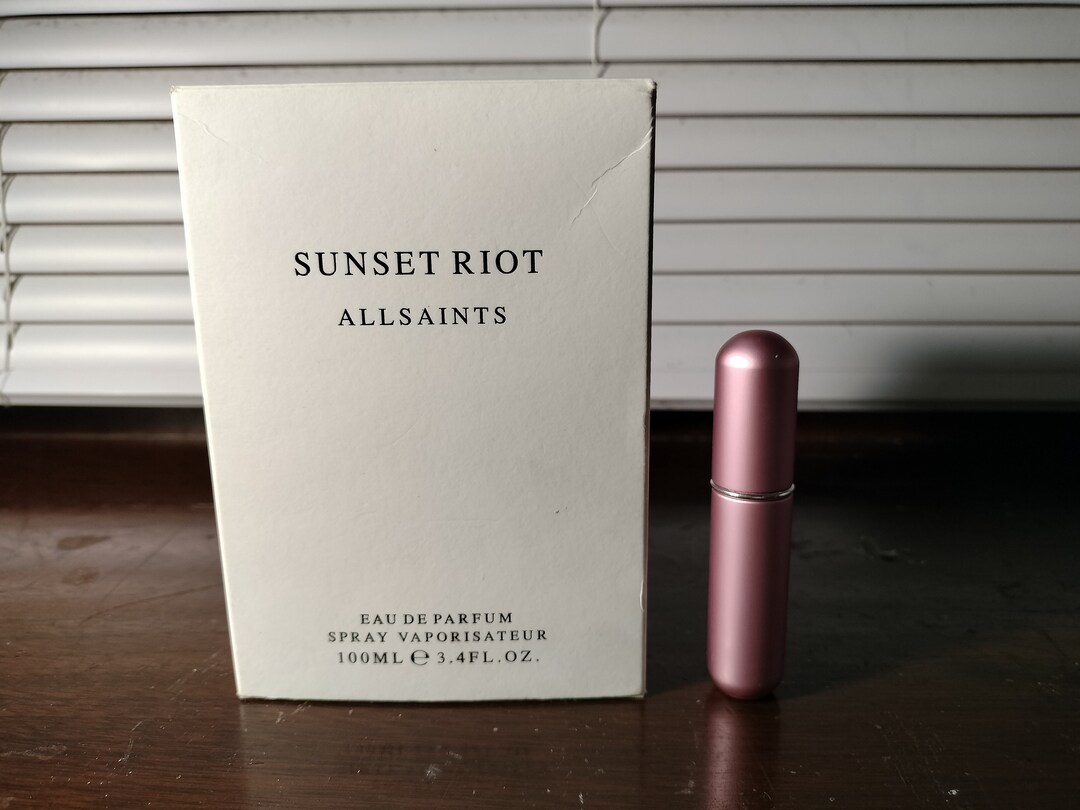 SUNSET RIOT
ALLSAINTS
EAU DE PARFUM
SPRAY VAPORISATEUR
100ML ℮ 3.4FL.OZ.